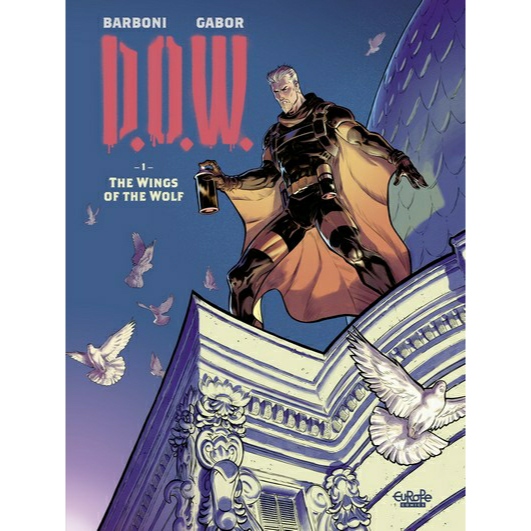 BARBONI GABOR
D.O.W.
– 1 –
THE WINGS
OF THE WOLF
EUROPE
COMICS